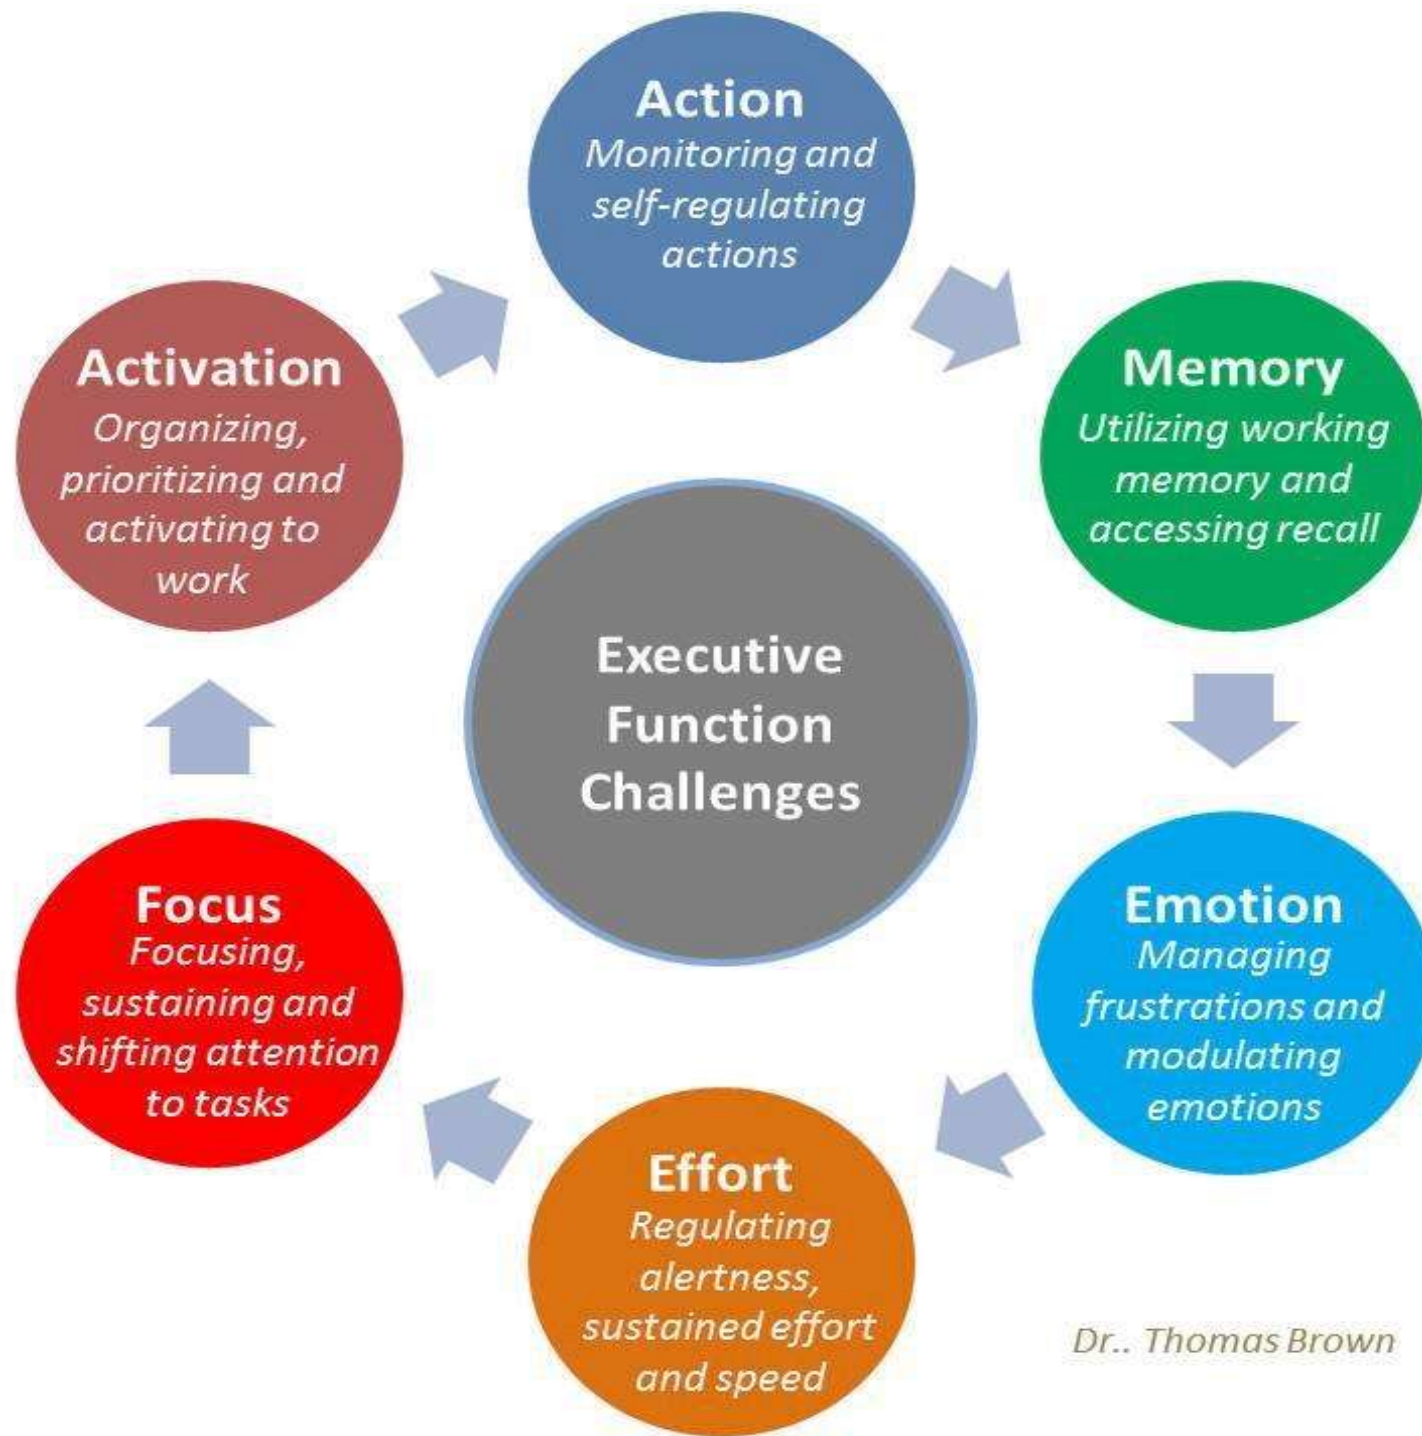 Action
Monitoring and
self-regulating
actions
Memory
Utilizing working
memory and
accessing recall
Emotion
Managing
frustrations and
modulating
emotions
Effort
Regulating
alertness,
sustained effort
and speed
Focus
Focusing,
sustaining and
shifting attention
to tasks
Activation
Organizing,
prioritizing and
activating to
work
Executive
Function
Challenges
Dr.. Thomas Brown